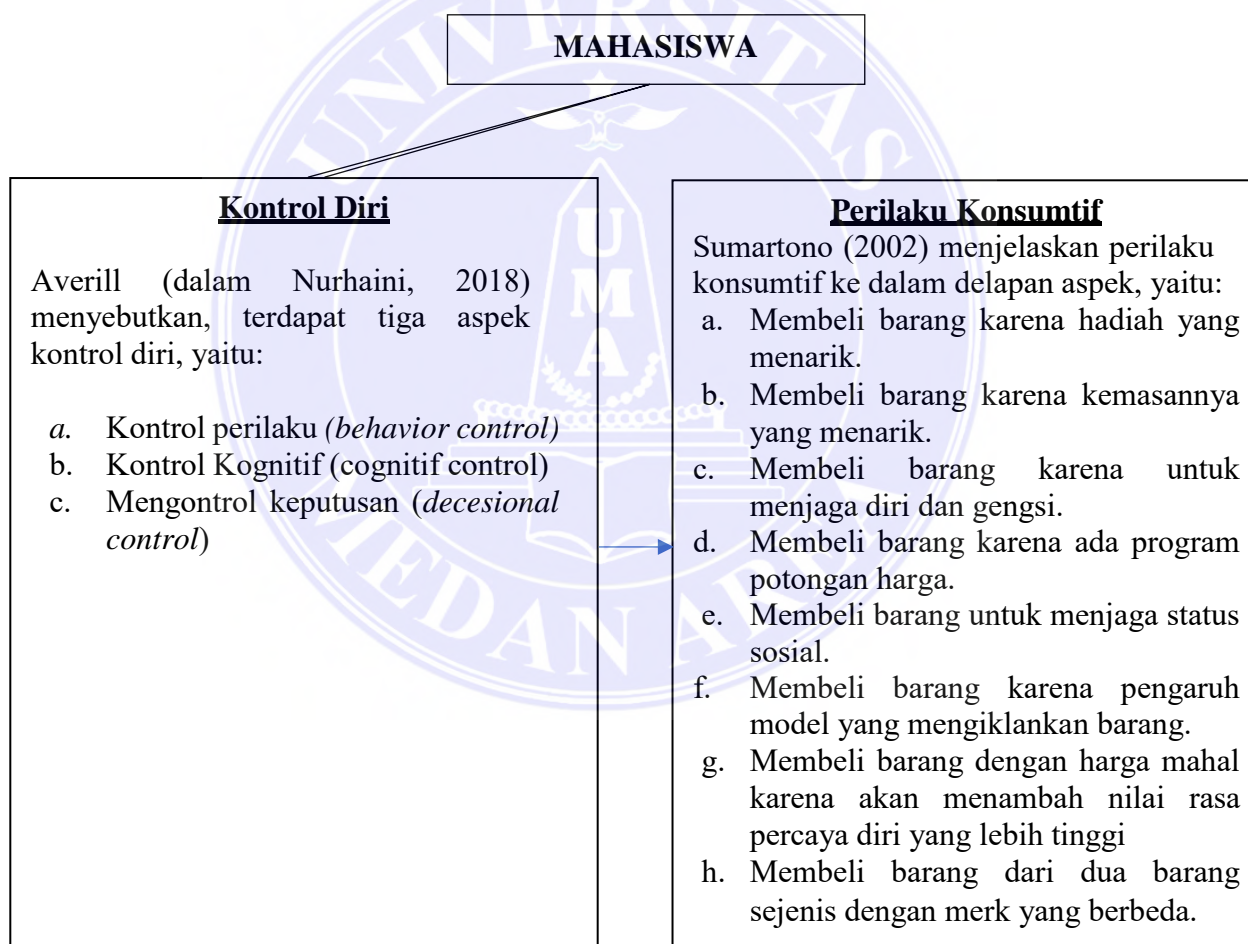 MAHASISWA
Kontrol Diri
Averill (dalam Nurhaini, 2018)
menyebutkan, terdapat tiga aspek
kontrol diri, yaitu:
a. Kontrol perilaku (behavior control)
b. Kontrol Kognitif (cognitif control)
c. Mengontrol keputusan (decesional
control)
Perilaku Konsumtif
Sumartono (2002) menjelaskan perilaku
konsumtif ke dalam delapan aspek, yaitu:
a. Membeli barang karena hadiah yang
menarik.
b. Membeli barang karena kemasannya
yang menarik.
c. Membeli barang karena untuk
menjaga diri dan gengsi.
d. Membeli barang karena ada program
potongan harga.
e. Membeli barang untuk menjaga status
sosial.
f. Membeli barang karena pengaruh
model yang mengiklankan barang.
g. Membeli barang dengan harga mahal
karena akan menambah nilai rasa
percaya diri yang lebih tinggi
h. Membeli barang dari dua barang
sejenis dengan merk yang berbeda.
UNIVERSITAS
UMA
MEDAN AREA